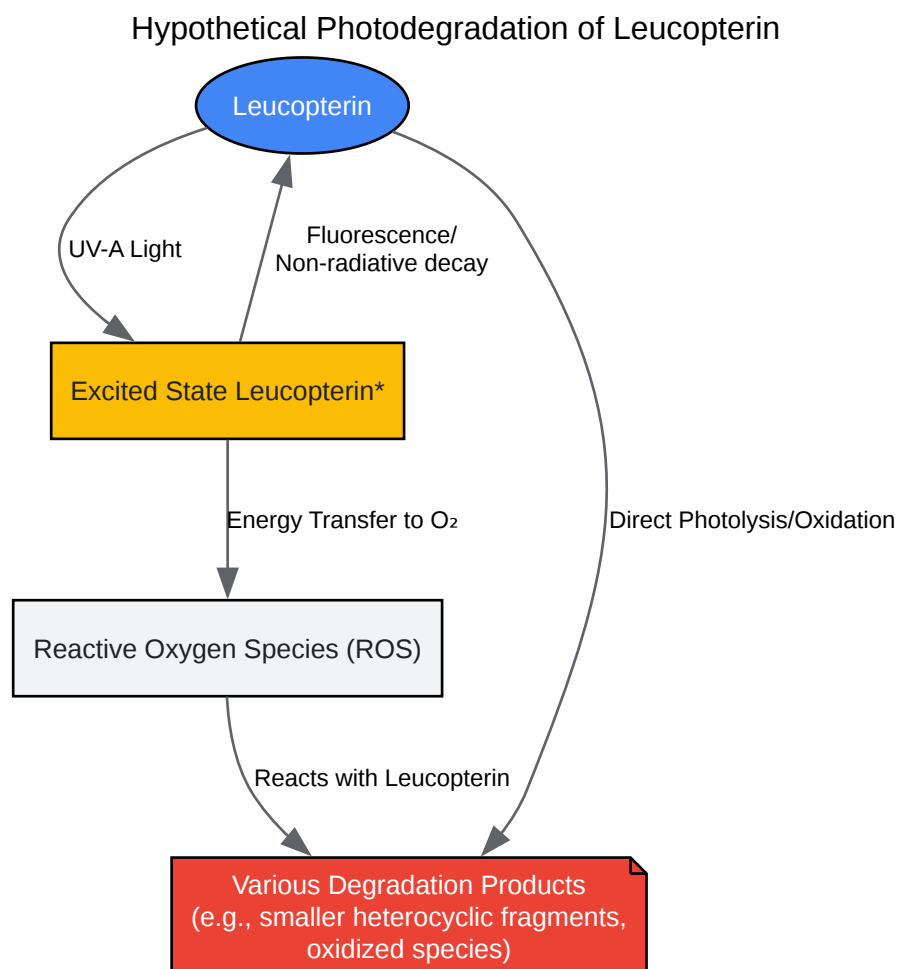 Hypothetical Photodegradation of Leucopterin
Leucopterin
UV-A Light
Fluorescence/
Non-radiative decay
Excited State Leucopterin*
Energy Transfer to O₂
Direct Photolysis/Oxidation
Reactive Oxygen Species (ROS)
Reacts with Leucopterin
Various Degradation Products
(e.g., smaller heterocyclic fragments,
oxidized species)